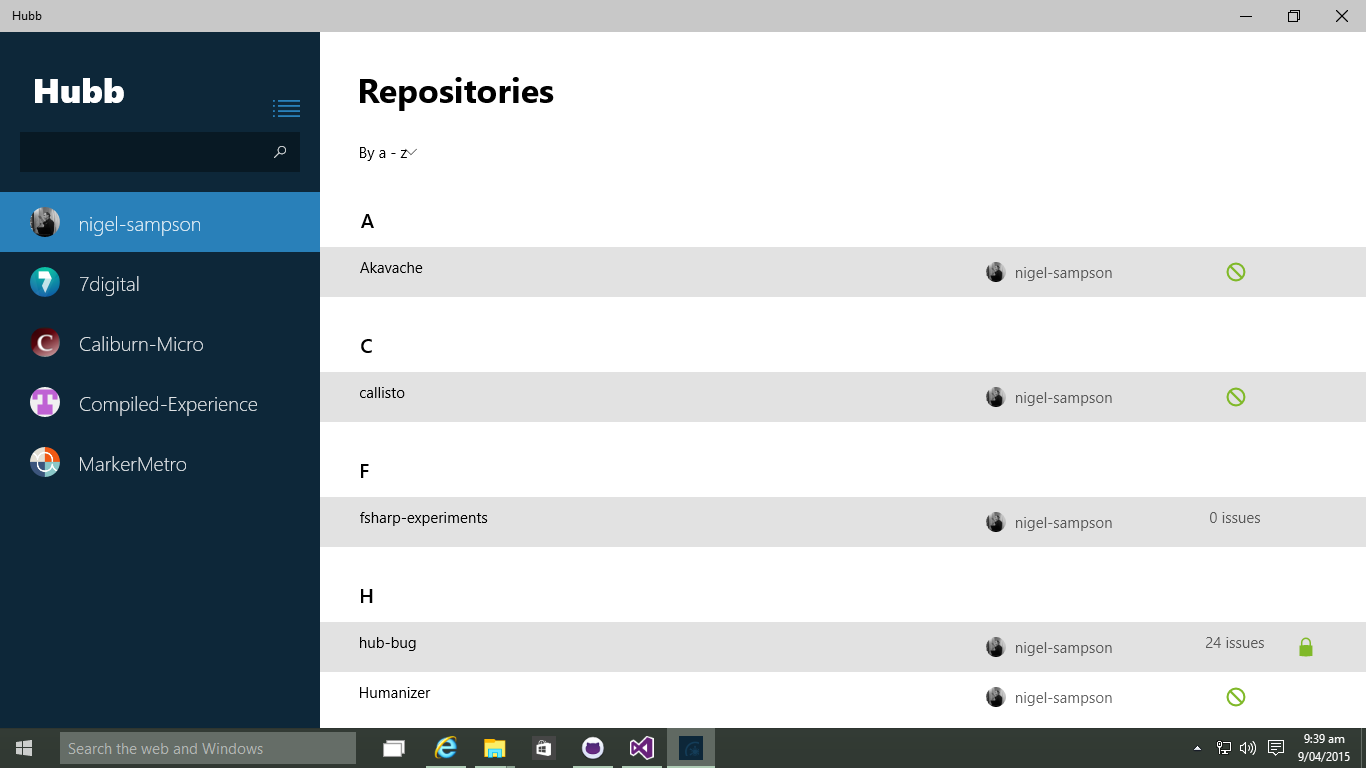 Hubb
Hubb
nigel-sampson
7digital
Caliburn-Micro
Compiled-Experience
MarkerMetro
Repositories
By a - z
A
Akavache nigel-sampson
C
callisto nigel-sampson
F
fsharp-experiments nigel-sampson 0 issues
H
hub-bug nigel-sampson 24 issues
Humanizer nigel-sampson
Search the web and Windows
9:39 am
9/04/2015